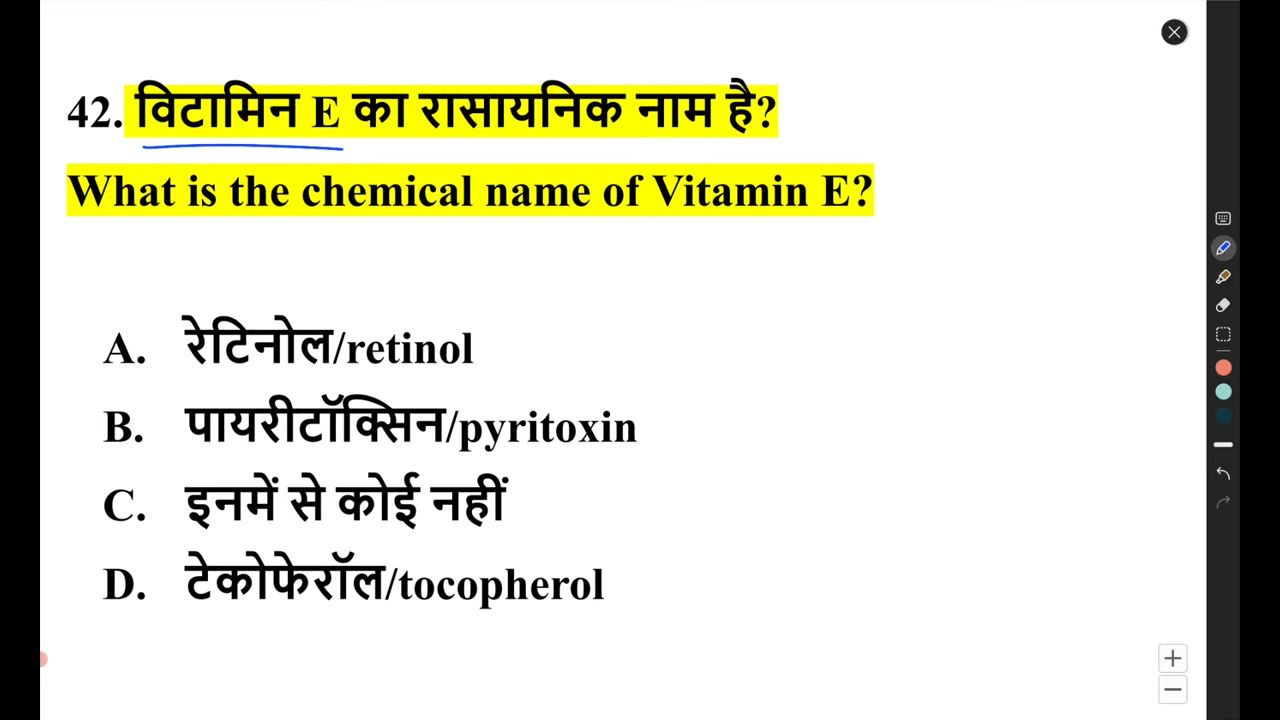 42. विटामिन E का रासायनिक नाम है?
What is the chemical name of Vitamin E?
A. रेटिनोल/retinol
B. पायरीटॉक्सिन/pyritoxin
C. इनमें से कोई नहीं
D. टेकोफेरॉल/tocopherol